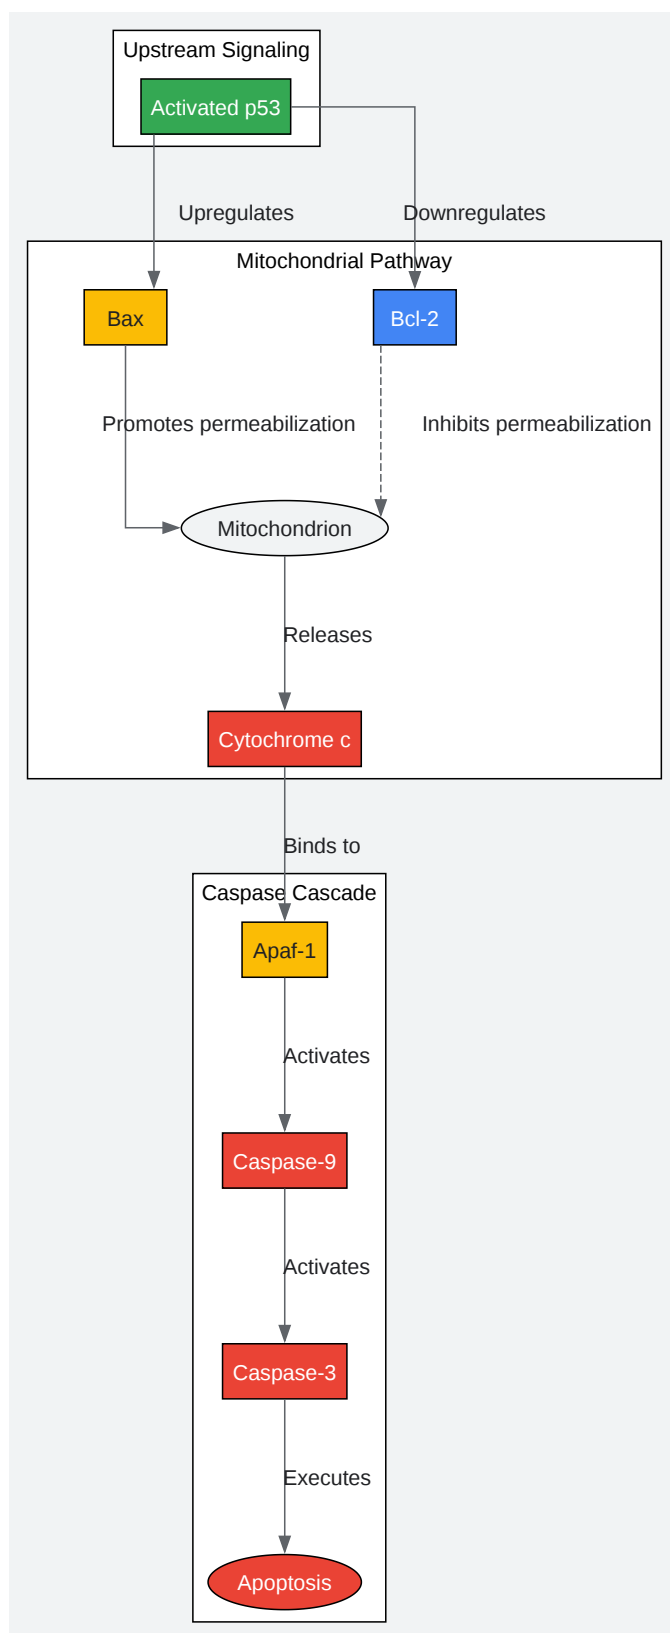 Upstream Signaling
Activated p53
Upregulates
Downregulates
Mitochondrial Pathway
Bax
Bcl-2
Promotes permeabilization
Inhibits permeabilization
Mitochondrion
Releases
Cytochrome c
Binds to
Caspase Cascade
Apaf-1
Activates
Caspase-9
Activates
Caspase-3
Executes
Apoptosis